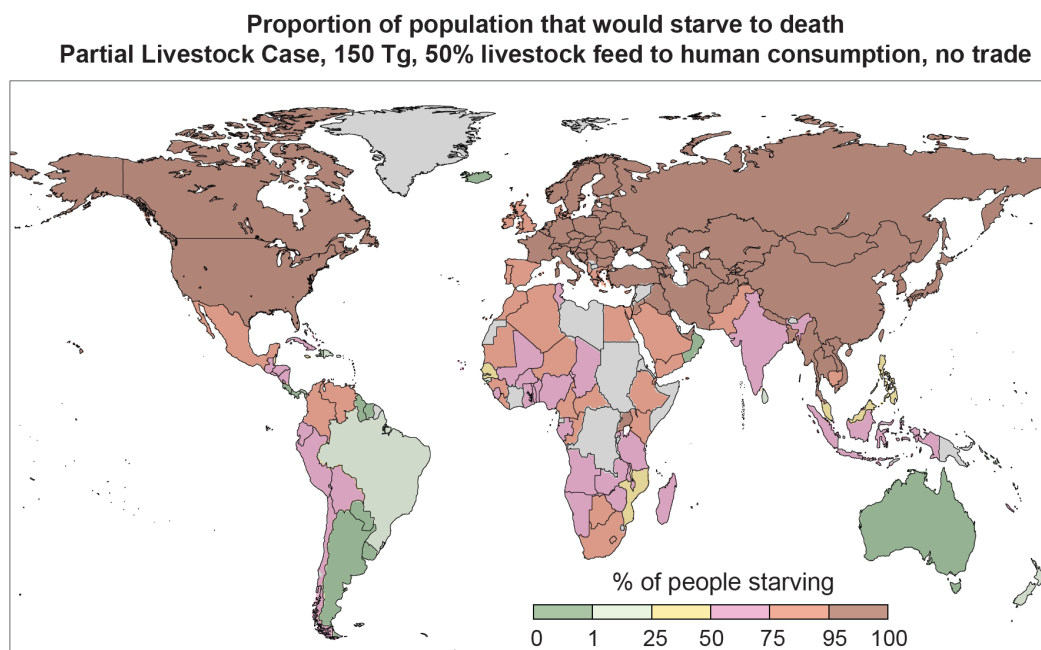 Proportion of population that would starve to death
Partial Livestock Case, 150 Tg, 50% livestock feed to human consumption, no trade
% of people starving
0 1 25 50 75 95 100